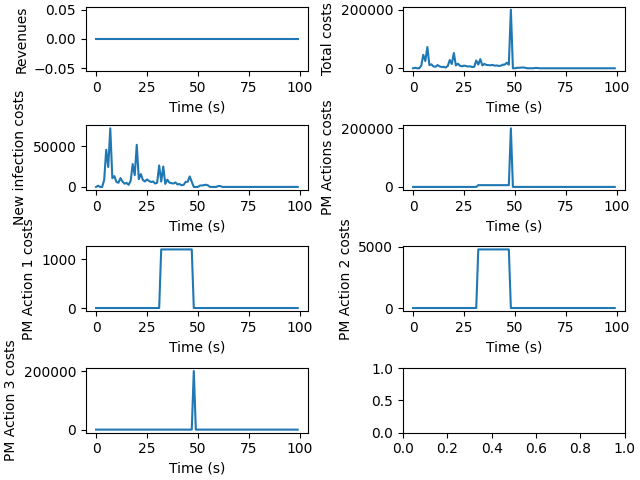 Revenues
0.05
0.00
−0.05
0 25 50 75 100
Time (s)
Total costs
200000
0
0 25 50 75 100
Time (s)
New infection costs
50000
0
0 25 50 75 100
Time (s)
PM Actions costs
200000
0
0 25 50 75 100
Time (s)
PM Action 1 costs
1000
0
0 25 50 75 100
Time (s)
PM Action 2 costs
5000
0
0 25 50 75 100
Time (s)
PM Action 3 costs
200000
0
0 25 50 75 100
Time (s)
1.0
0.5
0.0
0.0 0.2 0.4 0.6 0.8 1.0